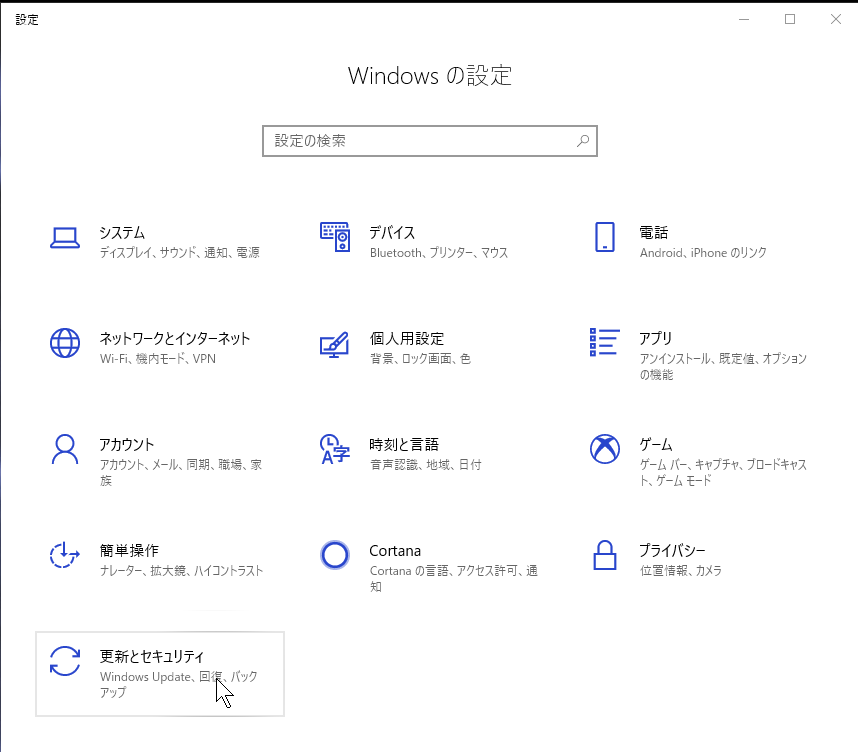 設定
Windows の設定
設定の検索
システム
ディスプレイ、サウンド、通知、電源
デバイス
Bluetooth、プリンター、マウス
電話
Android、iPhone のリンク
ネットワークとインターネット
Wi-Fi、機内モード、VPN
個人用設定
背景、ロック画面、色
アプリ
アンインストール、既定値、オプション
の機能
アカウント
アカウント、メール、同期、職場、家
族
時刻と言語
音声認識、地域、日付
ゲーム
ゲーム バー、キャプチャ、ブロードキャス
ト、ゲーム モード
簡単操作
ナレーター、拡大鏡、ハイコントラスト
Cortana
Cortana の言語、アクセス許可、通
知
プライバシー
位置情報、カメラ
更新とセキュリティ
Windows Update、回復、バック
アップ